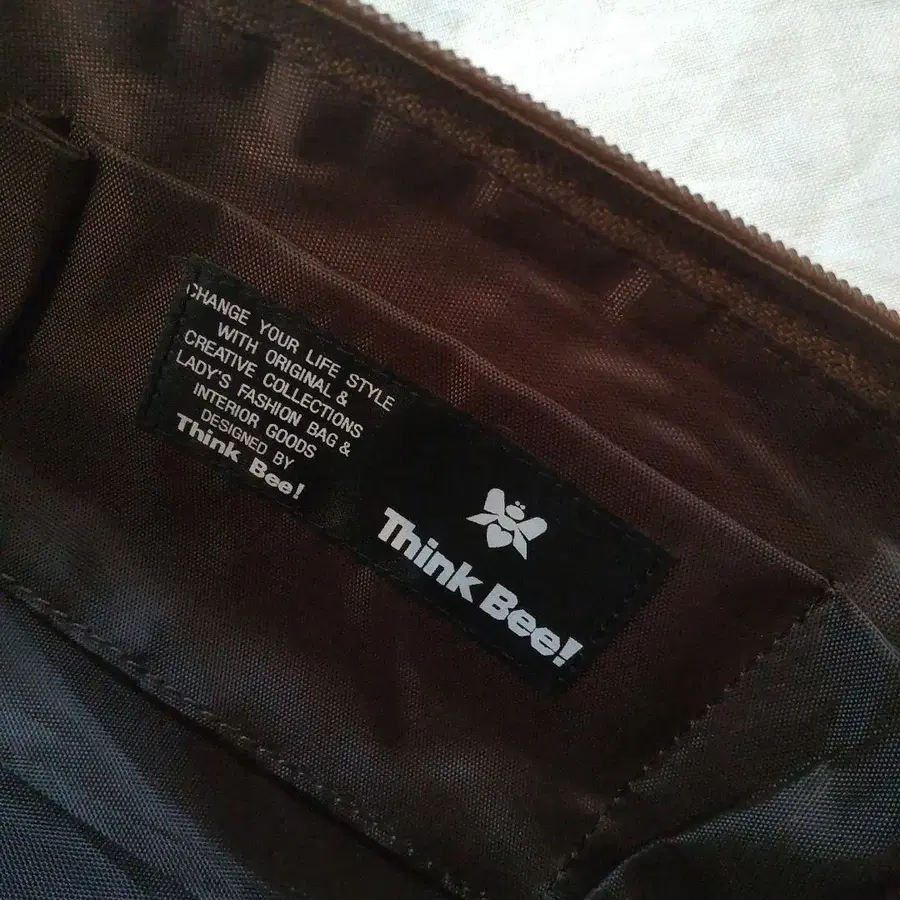 CHANGE YOUR LIFE STYLE
WITH ORIGINAL &
CREATIVE COLLECTIONS
LADY'S FASHION BAG &
INTERIOR GOODS
DESIGNED BY
Think Bee!
Think Bee!